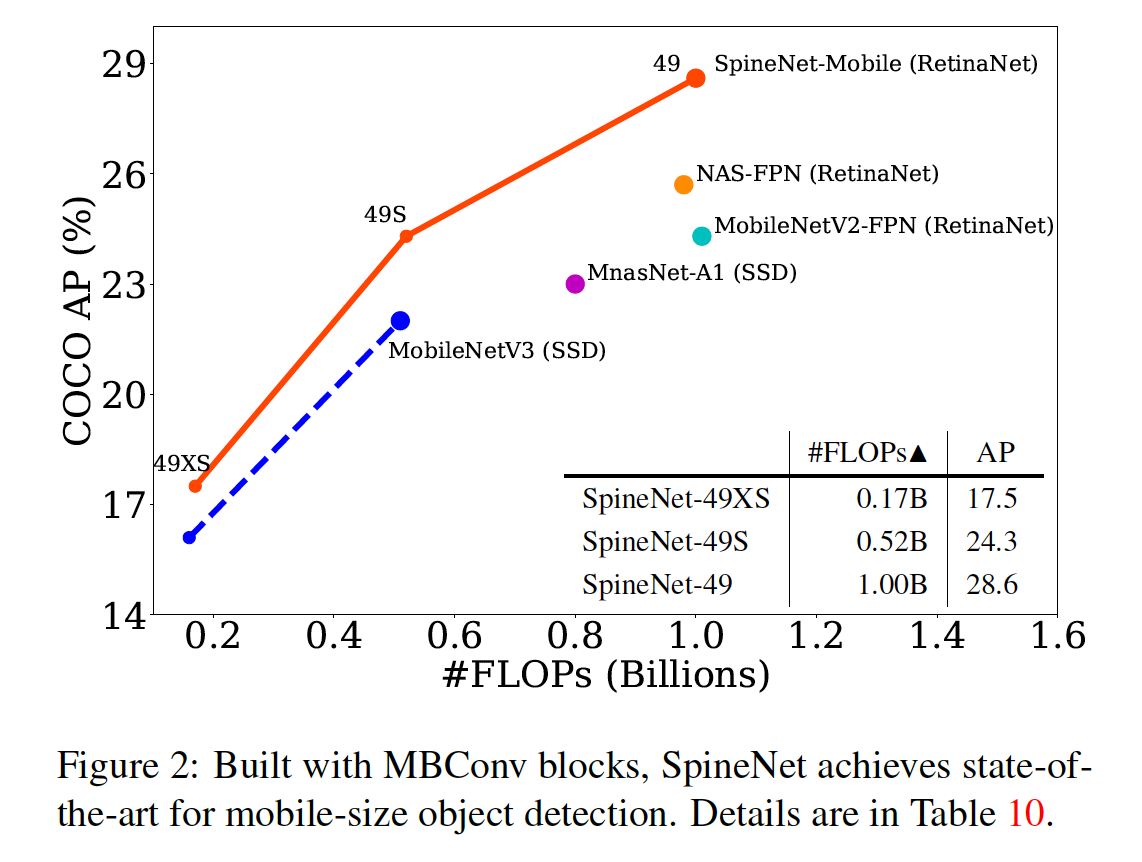 29
26
23
20
17
14
COCO AP (%)
49 SpineNet-Mobile (RetinaNet)
NAS-FPN (RetinaNet)
49S
MobileNetV2-FPN (RetinaNet)
MnasNet-A1 (SSD)
MobileNetV3 (SSD)
49XS
#FLOPs▲ AP
SpineNet-49XS 0.17B 17.5
SpineNet-49S 0.52B 24.3
SpineNet-49 1.00B 28.6
0.2 0.4 0.6 0.8 1.0 1.2 1.4 1.6
#FLOPs (Billions)
Figure 2: Built with MBConv blocks, SpineNet achieves state-of-
the-art for mobile-size object detection. Details are in Table 10.